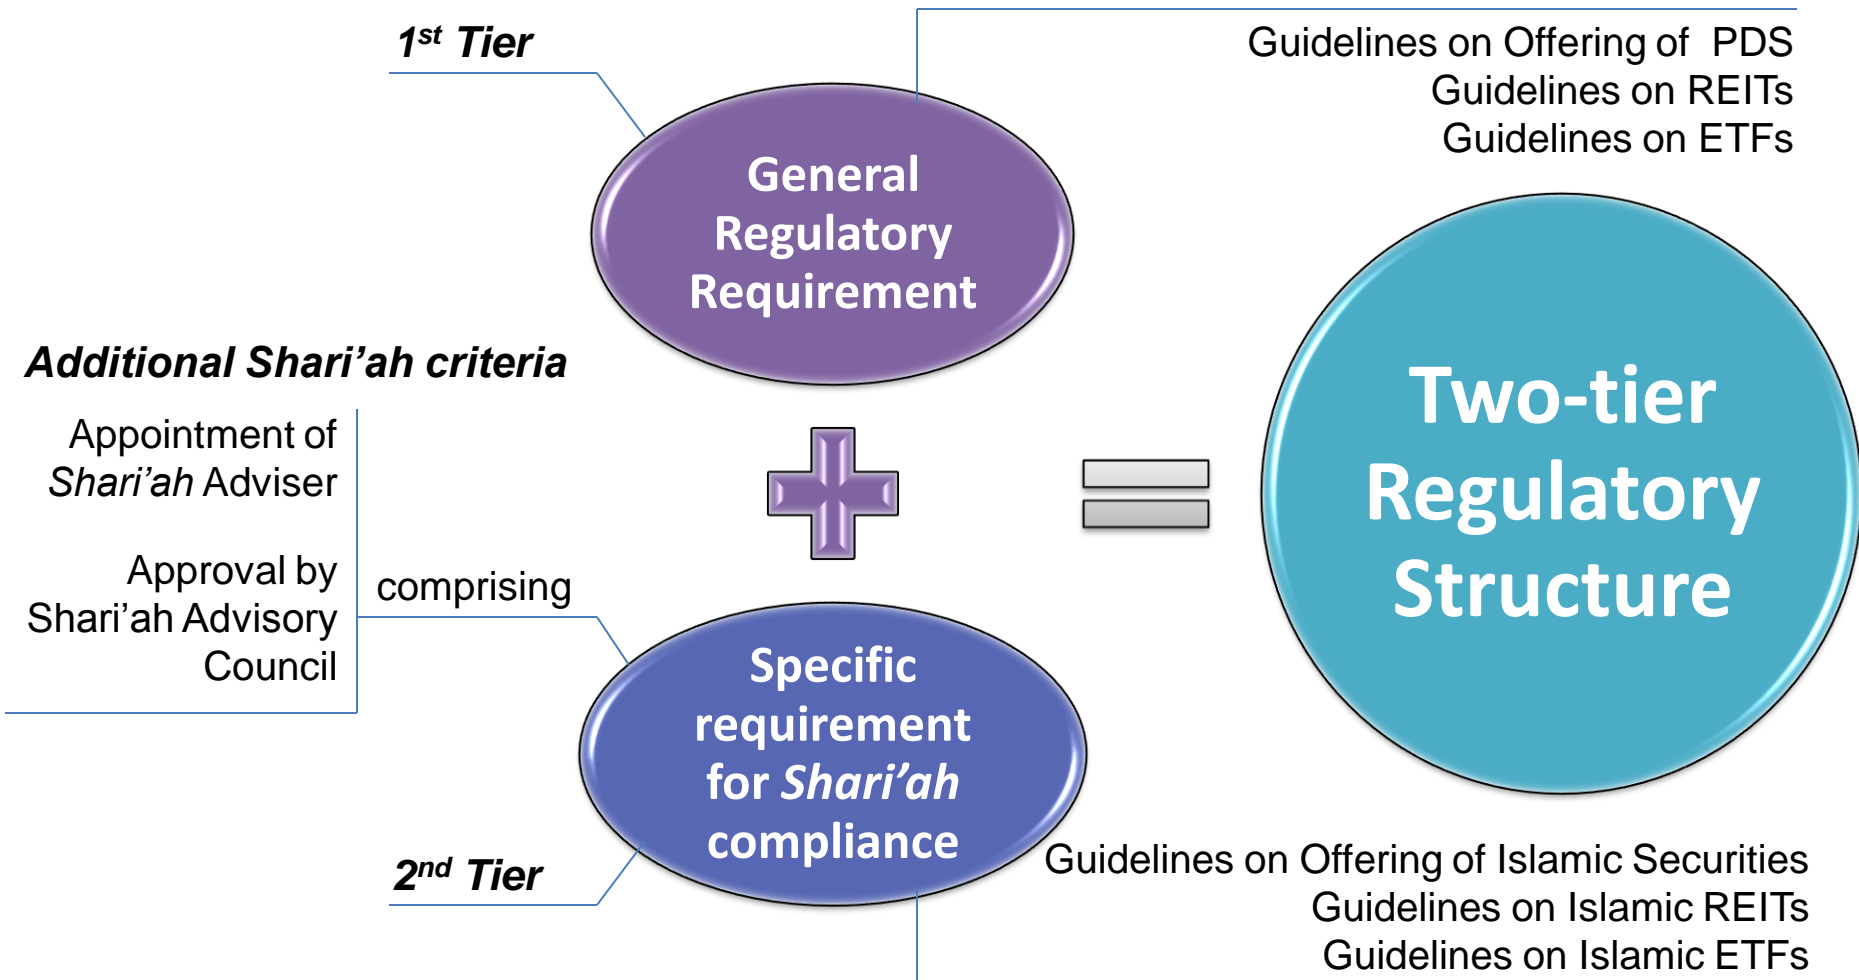 1st Tier
Guidelines on Offering of PDS
Guidelines on REITs
Guidelines on ETFs
General
Regulatory
Requirement
Additional Shari’ah criteria
Appointment of
Shari’ah Adviser
Approval by
Shari’ah Advisory
Council
comprising
Two-tier
Regulatory
Structure
Specific
requirement
for Shari’ah
compliance
2nd Tier
Guidelines on Offering of Islamic Securities
Guidelines on Islamic REITs
Guidelines on Islamic ETFs